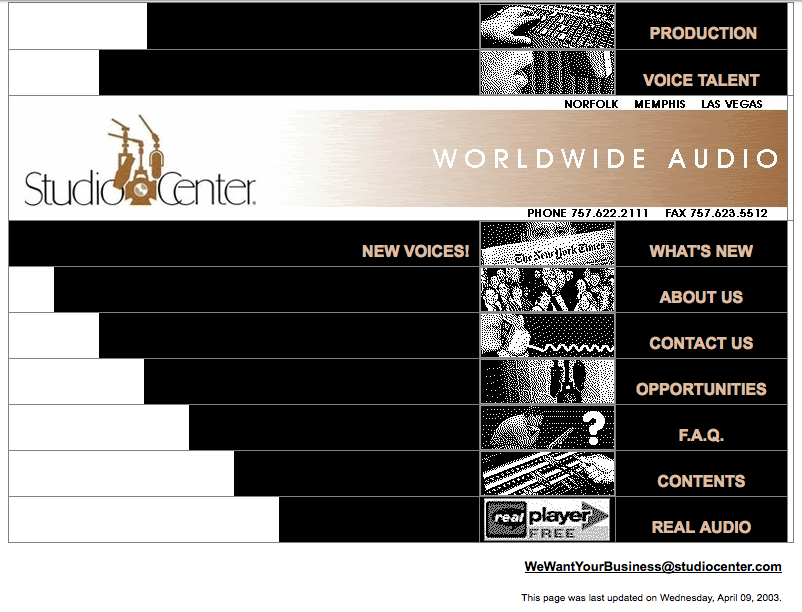 PRODUCTION
VOICE TALENT
NORFOLK MEMPHIS LAS VEGAS
StudioCenter®
WORLDWIDE AUDIO
PHONE 757.622.2111 FAX 757.623.5512
NEW VOICES!
The New York Times
WHAT'S NEW
ABOUT US
CONTACT US
OPPORTUNITIES
?
F.A.Q.
CONTENTS
real player
FREE
REAL AUDIO
WeWantYourBusiness@studiocenter.com
This page was last updated on Wednesday, April 09, 2003.